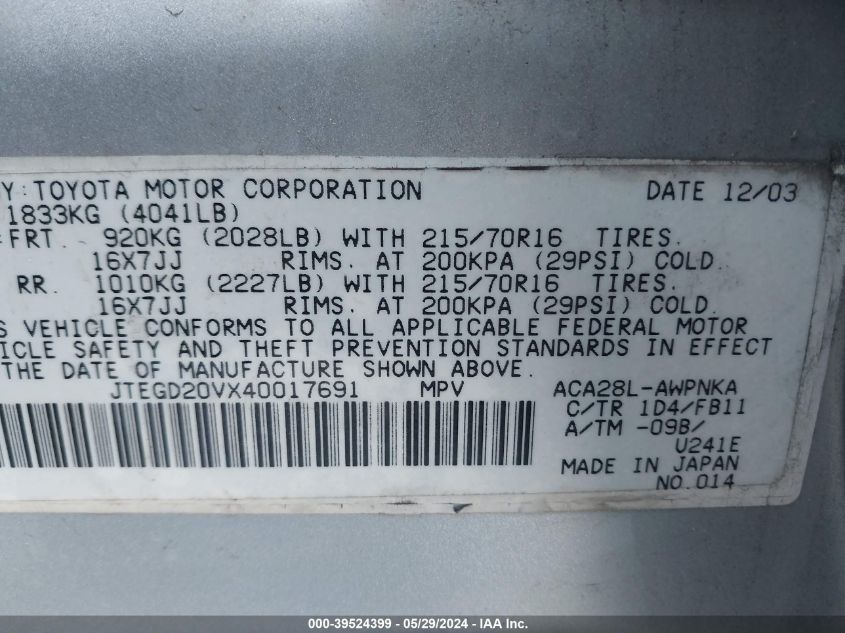 Y: TOYOTA MOTOR CORPORATION DATE 12/03
1833KG (4041LB)
FRT. 920KG (2028LB) WITH 215/70R16 TIRES.
16X7JJ RIMS. AT 200KPA (29PSI) COLD.
RR. 1010KG (2227LB) WITH 215/70R16 TIRES.
16X7JJ RIMS. AT 200KPA (29PSI) COLD.
S VEHICLE CONFORMS TO ALL APPLICABLE FEDERAL MOTOR
ICLE SAFETY AND THEFT PREVENTION STANDARDS IN EFFECT
THE DATE OF MANUFACTURE SHOWN ABOVE.
JTEGD20VX40017691 MPV ACA28L-AWPNKA
C/TR 1D4/FB11
A/TM -09B/
U241E
MADE IN JAPAN
NO.014
000-39524399 - 05/29/2024 - IAA Inc.